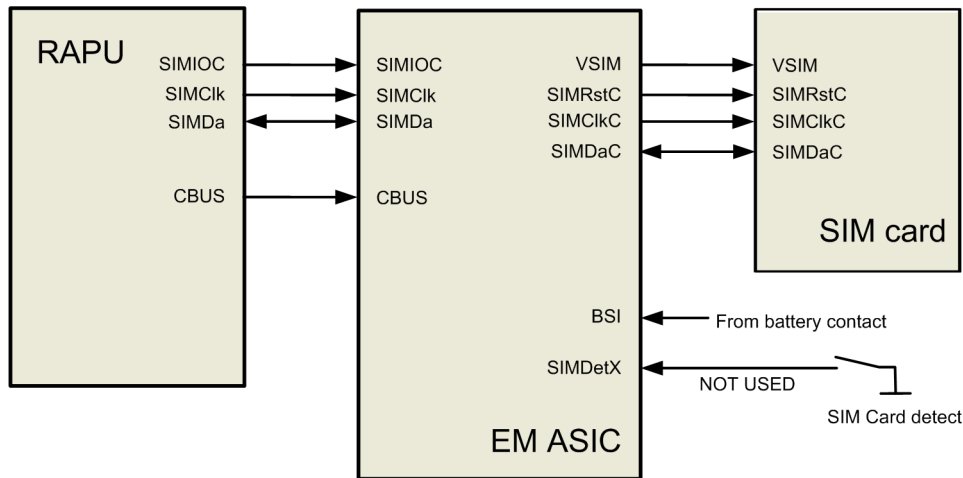 RAPU
SIMIOC
SIMClk
SIMDa
CBUS
SIMIOC
SIMClk
SIMDa
CBUS
VSIM
SIMRstC
SIMClkC
SIMDaC
BSI
SIMDetX
EM ASIC
VSIM
SIMRstC
SIMClkC
SIMDaC
SIM card
From battery contact
NOT USED
SIM Card detect